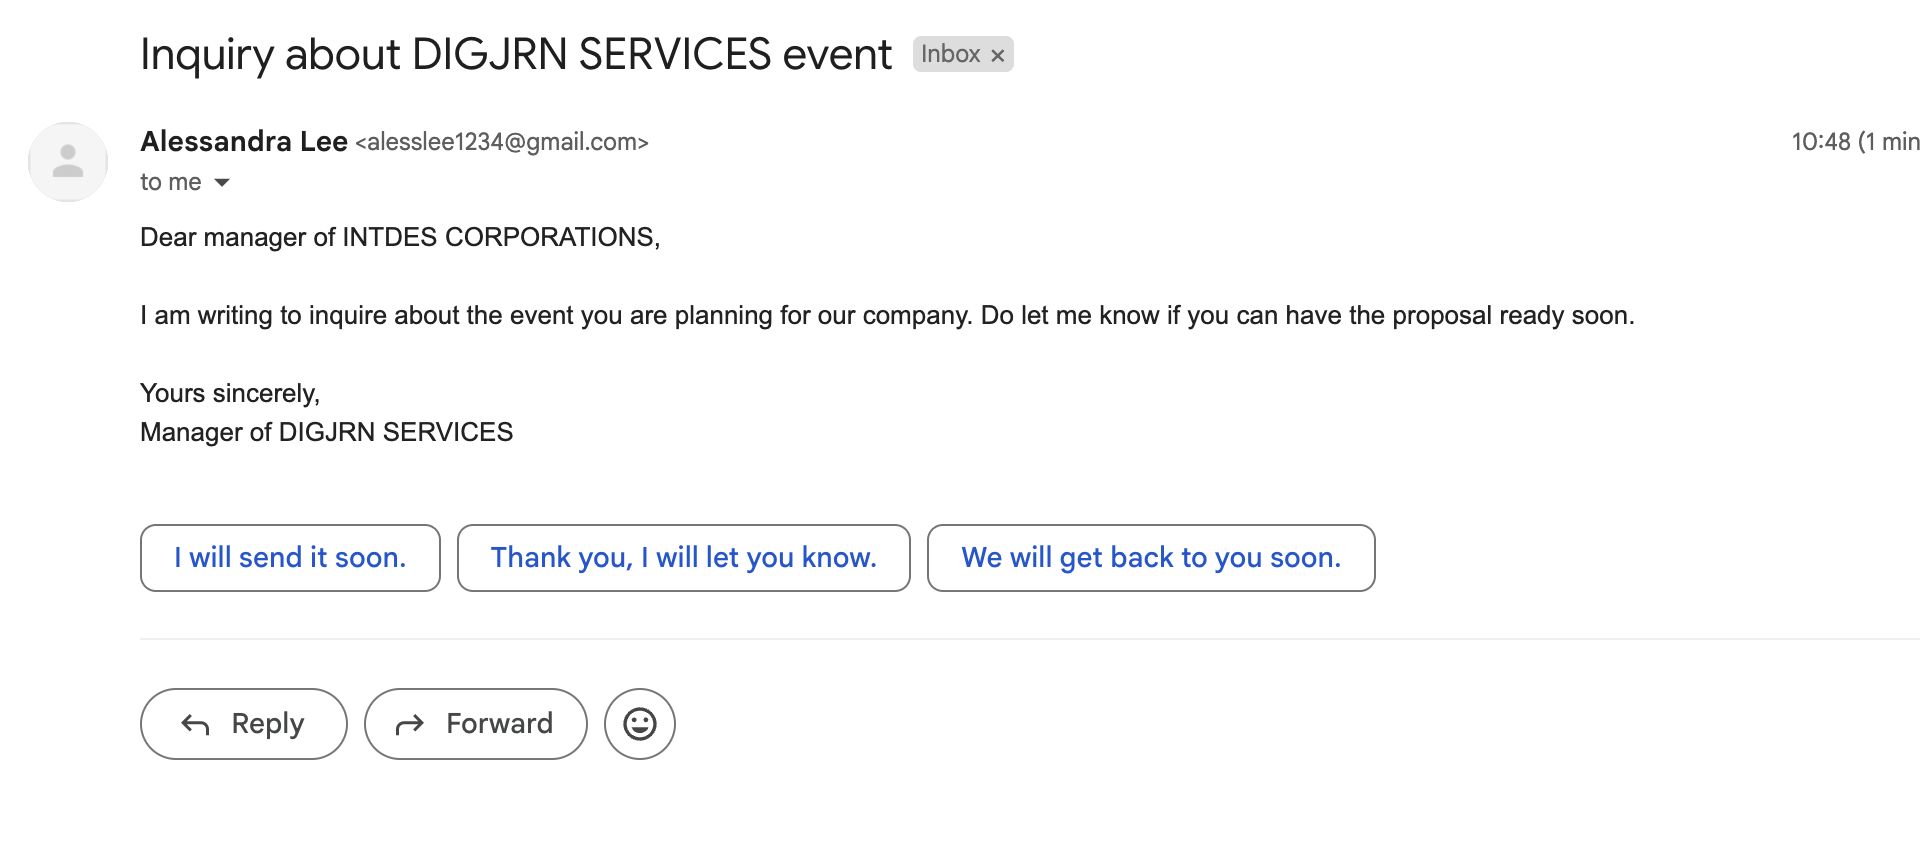 Inquiry about DIGJRN SERVICES event Inbox ×
Alessandra Lee <alesslee1234@gmail.com> 10:48 (1 min
to me
Dear manager of INTDES CORPORATIONS,
I am writing to inquire about the event you are planning for our company. Do let me know if you can have the proposal ready soon.
Yours sincerely,
Manager of DIGJRN SERVICES
I will send it soon. Thank you, I will let you know. We will get back to you soon.
Reply Forward